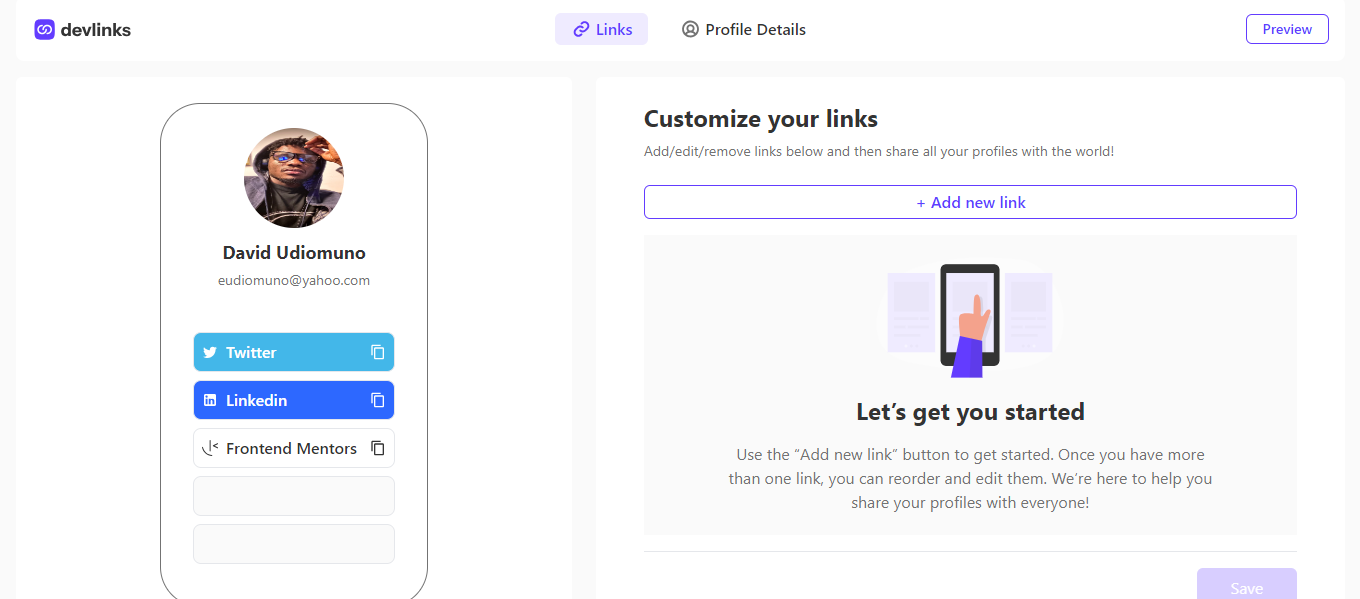 devlinks
Links
Profile Details
Preview
David Udiomuno
eudiomuno@yahoo.com
Twitter
Linkedin
Frontend Mentors
Customize your links
Add/edit/remove links below and then share all your profiles with the world!
+ Add new link
Let’s get you started
Use the “Add new link” button to get started. Once you have more
than one link, you can reorder and edit them. We’re here to help you
share your profiles with everyone!
Save